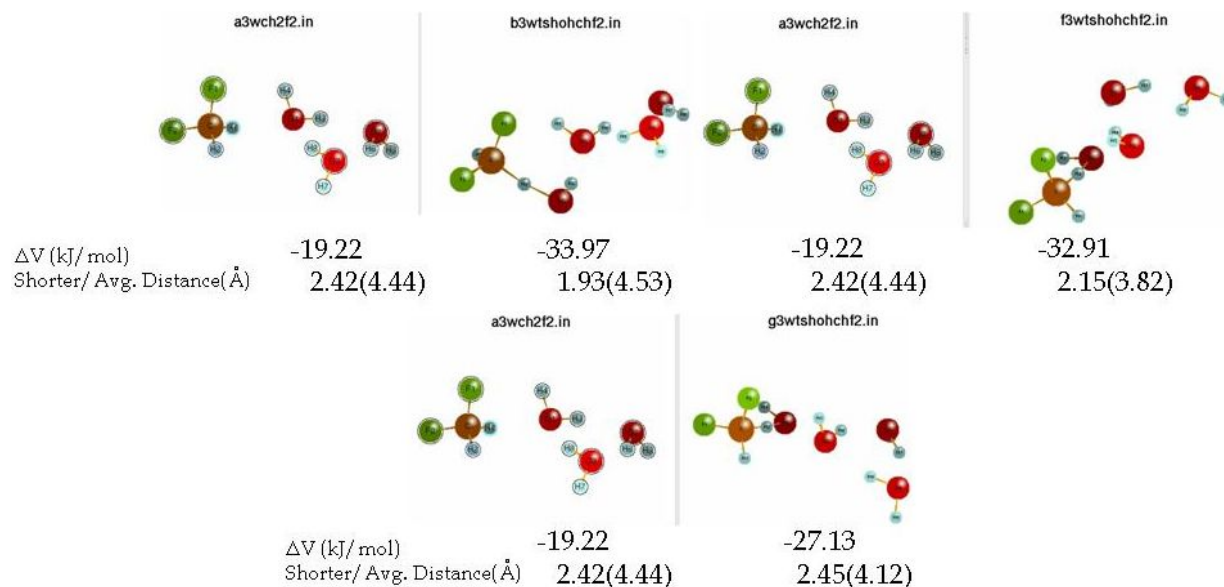 a3wch2f2.in b3wtshohchf2.in a3wch2f2.in f3wtshohchf2.in
ΔV (kJ/mol) -19.22 -33.97 -19.22 -32.91
Shorter/Avg. Distance(Å) 2.42(4.44) 1.93(4.53) 2.42(4.44) 2.15(3.82)
a3wch2f2.in g3wtshohchf2.in
H7
H7
H7
ΔV (kJ/mol) -19.22 -27.13
Shorter/Avg. Distance(Å) 2.42(4.44) 2.45(4.12)